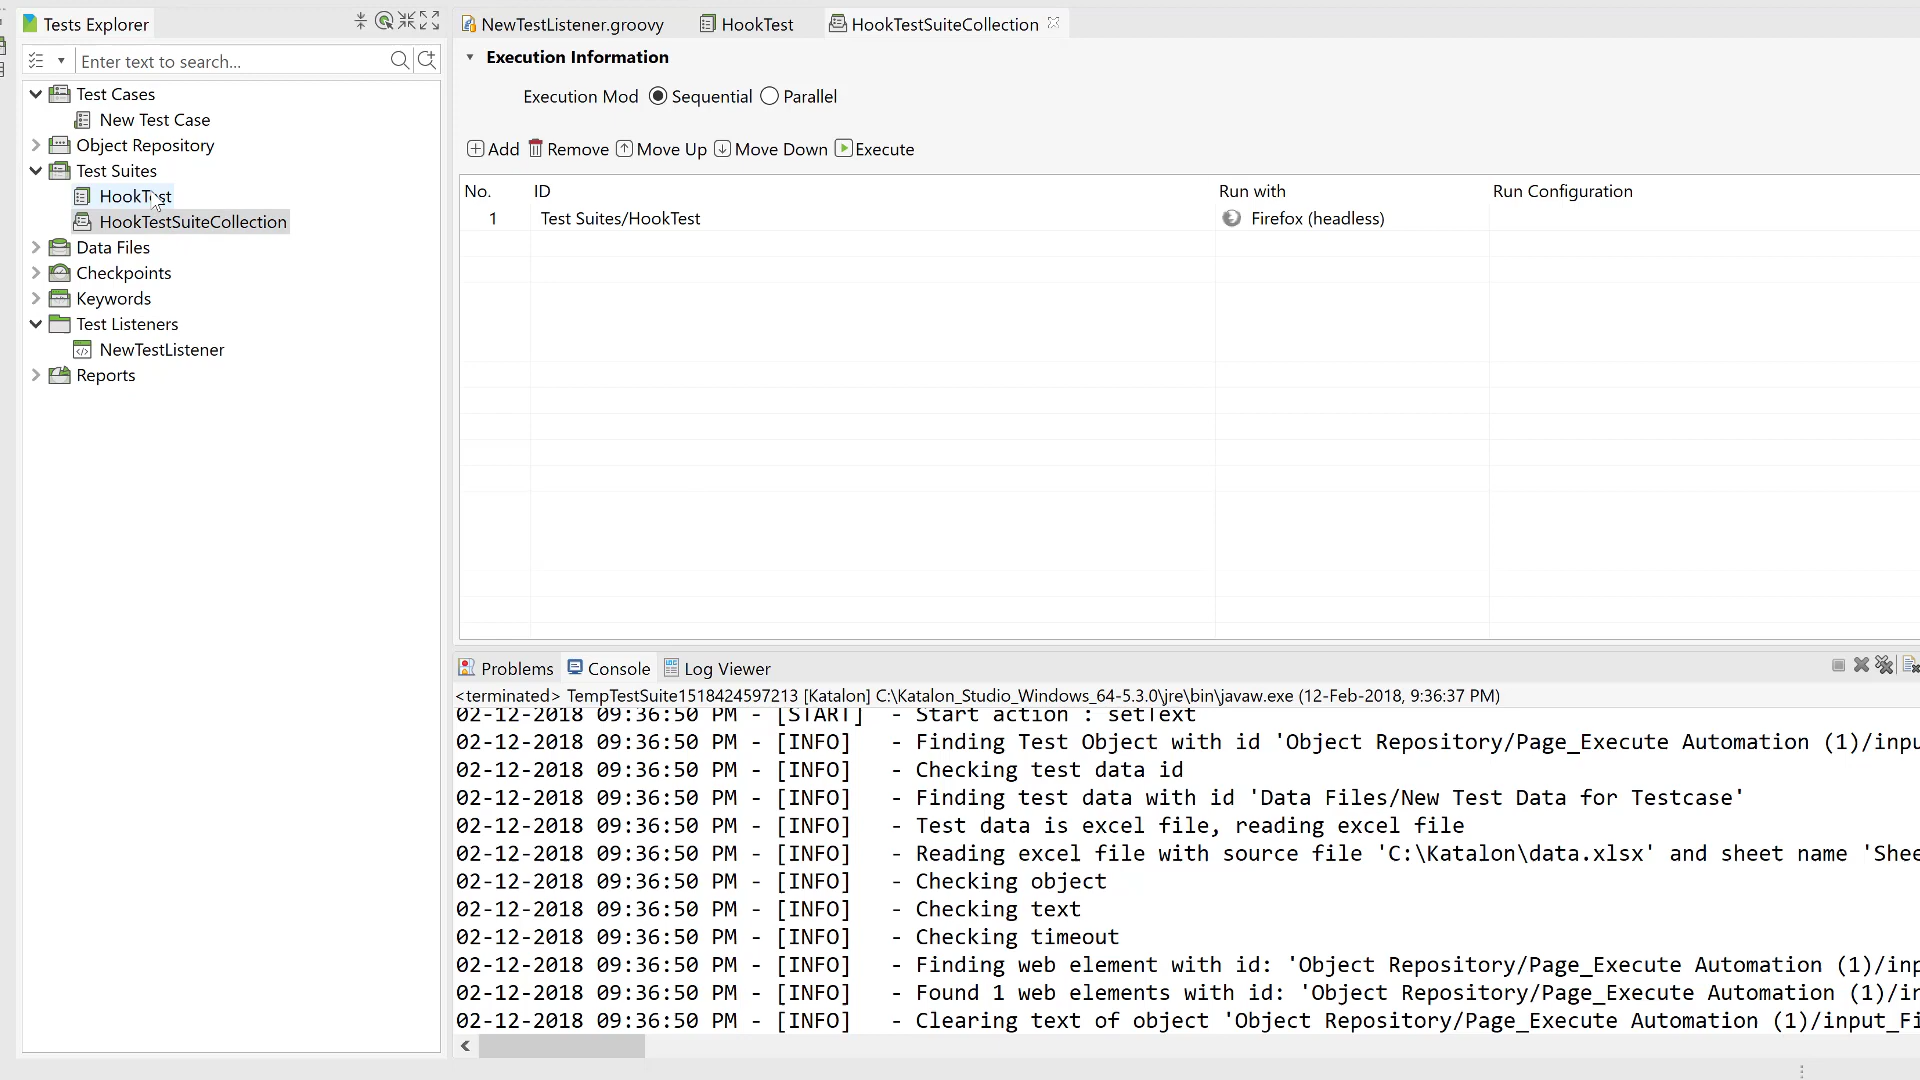 Tests Explorer
Enter text to search...
Test Cases
New Test Case
Object Repository
Test Suites
HookTest
HookTestSuiteCollection
Data Files
Checkpoints
Keywords
Test Listeners
NewTestListener
Reports
NewTestListener.groovy
HookTest
HookTestSuiteCollection
Execution Information
Execution Mod Sequential Parallel
Add Remove Move Up Move Down Execute
No. ID Run with Run Configuration
1 Test Suites/HookTest Firefox (headless)
Problems Console Log Viewer
<terminated> TempTestSuite1518424597213 [Katalon] C:\Katalon_Studio_Windows_64-5.3.0\jre\bin\javaw.exe (12-Feb-2018, 9:36:37 PM)
02-12-2018 09:36:50 PM - [START] - Start action : setText
02-12-2018 09:36:50 PM - [INFO] - Finding Test Object with id 'Object Repository/Page_Execute Automation (1)/inpu
02-12-2018 09:36:50 PM - [INFO] - Checking test data id
02-12-2018 09:36:50 PM - [INFO] - Finding test data with id 'Data Files/New Test Data for Testcase'
02-12-2018 09:36:50 PM - [INFO] - Test data is excel file, reading excel file
02-12-2018 09:36:50 PM - [INFO] - Reading excel file with source file 'C:\Katalon\data.xlsx' and sheet name 'Shee
02-12-2018 09:36:50 PM - [INFO] - Checking object
02-12-2018 09:36:50 PM - [INFO] - Checking text
02-12-2018 09:36:50 PM - [INFO] - Checking timeout
02-12-2018 09:36:50 PM - [INFO] - Finding web element with id: 'Object Repository/Page_Execute Automation (1)/inp
02-12-2018 09:36:50 PM - [INFO] - Found 1 web elements with id: 'Object Repository/Page_Execute Automation (1)/in
02-12-2018 09:36:50 PM - [INFO] - Clearing text of object 'Object Repository/Page_Execute Automation (1)/input_Fi